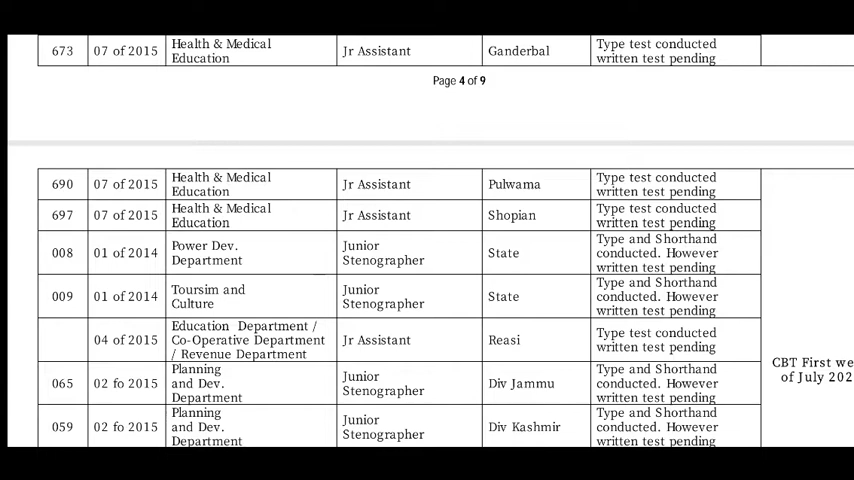 673 07 of 2015 Health & Medical Education Jr Assistant Ganderbal Type test conducted written test pending
Page 4 of 9
690 07 of 2015 Health & Medical Education Jr Assistant Pulwama Type test conducted written test pending
697 07 of 2015 Health & Medical Education Jr Assistant Shopian Type test conducted written test pending
008 01 of 2014 Power Dev. Department Junior Stenographer State Type and Shorthand conducted. However written test pending
009 01 of 2014 Toursim and Culture Junior Stenographer State Type and Shorthand conducted. However written test pending
04 of 2015 Education Department / Co-Operative Department / Revenue Department Jr Assistant Reasi Type test conducted written test pending
065 02 fo 2015 Planning and Dev. Department Junior Stenographer Div Jammu Type and Shorthand conducted. However written test pending
059 02 fo 2015 Planning and Dev. Department Junior Stenographer Div Kashmir Type and Shorthand conducted. However written test pending
CBT First we
of July 202